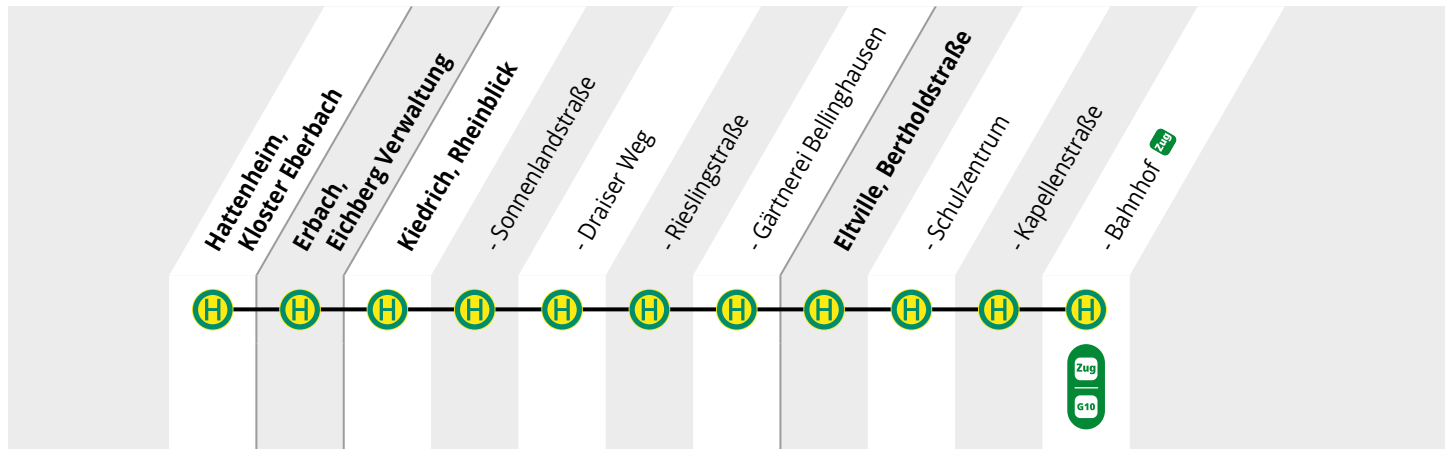 Hattenheim,
Kloster Eberbach
Erbach,
Eichberg Verwaltung
Kiedrich, Rheinblick
- Sonnenlandstraße
- Draiser Weg
- Rieslingstraße
- Gärtnerei Bellinghausen
Eltville, Bertholdstraße
- Schulzentrum
- Kapellenstraße
- Bahnhof Zug
H H H H H H H H H H H
Zug
G10